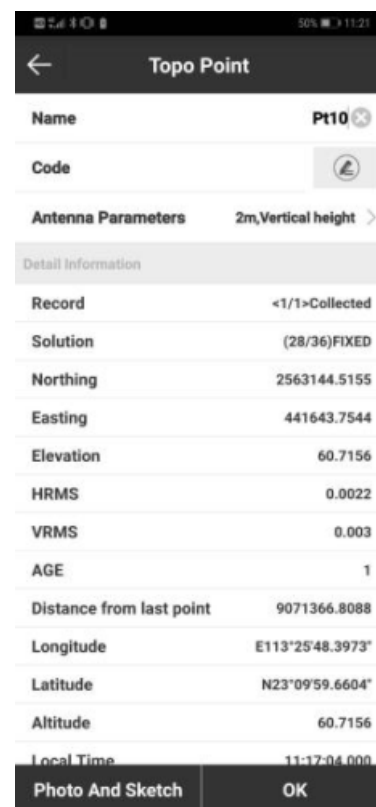 50% 11:21
Topo Point
Name Pt10
Code
Antenna Parameters 2m,Vertical height
Detail Information
Record <1/1>Collected
Solution (28/36)FIXED
Northing 2563144.5155
Easting 441643.7544
Elevation 60.7156
HRMS 0.0022
VRMS 0.003
AGE 1
Distance from last point 9071366.8088
Longitude E113°25'48.3973"
Latitude N23°09'59.6604"
Altitude 60.7156
Local Time 11:17:04.000
Photo And Sketch OK